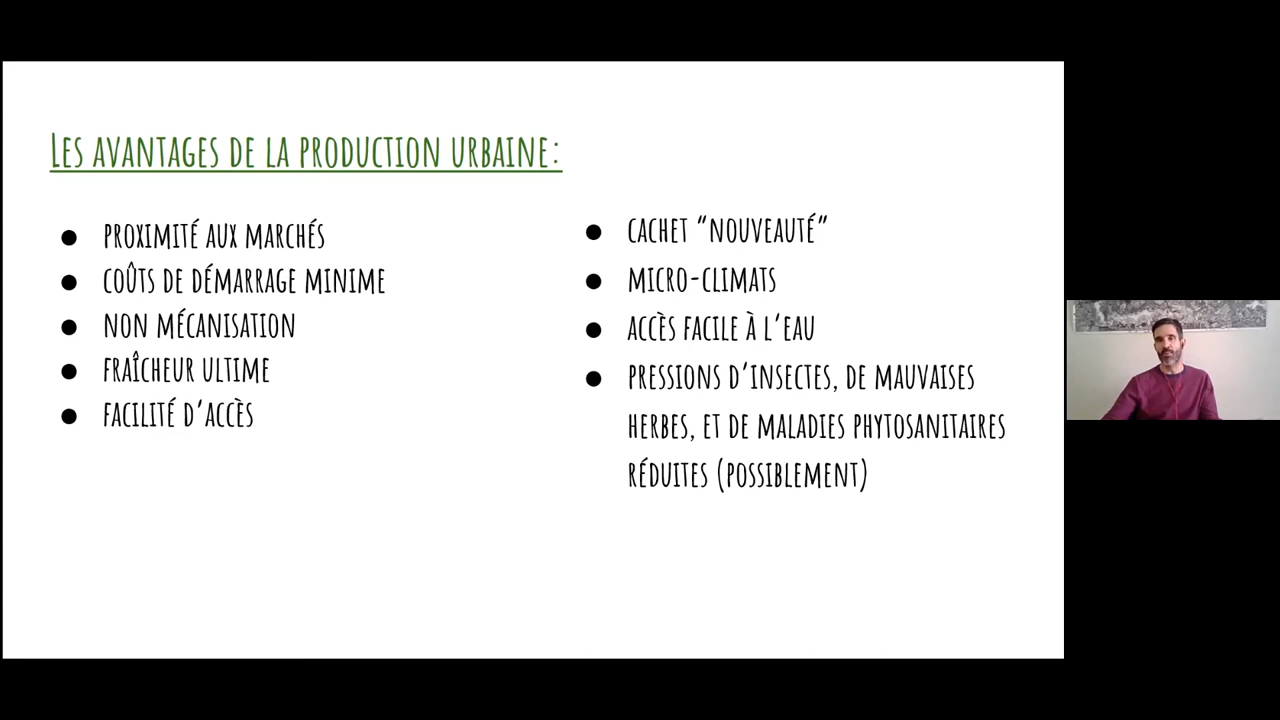 LES AVANTAGES DE LA PRODUCTION URBAINE:
● PROXIMITÉ AUX MARCHÉS
● COÛTS DE DÉMARRAGE MINIME
● NON MÉCANISATION
● FRAÎCHEUR ULTIME
● FACILITÉ D'ACCÈS
● CACHET "NOUVEAUTÉ"
● MICRO-CLIMATS
● ACCÈS FACILE À L'EAU
● PRESSIONS D'INSECTES, DE MAUVAISES
HERBES, ET DE MALADIES PHYTOSANITAIRES
RÉDUITES (POSSIBLEMENT)